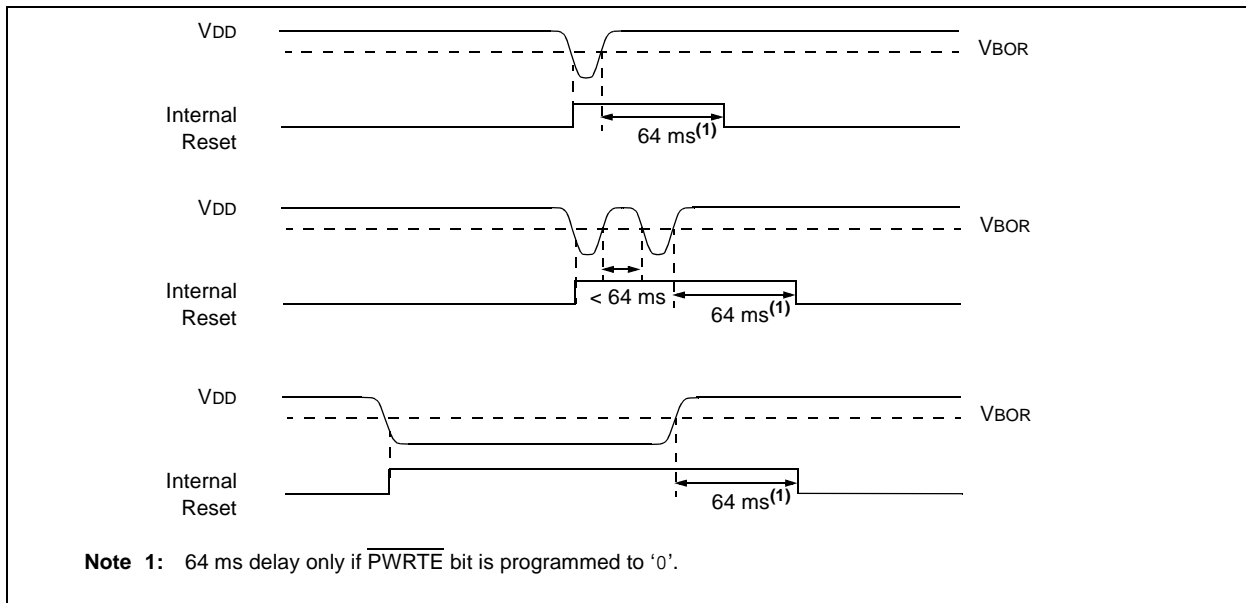 VDD
VBOR
Internal
Reset
64 ms(1)
VDD
VBOR
Internal
Reset
< 64 ms
64 ms(1)
VDD
VBOR
Internal
Reset
64 ms(1)
Note 1: 64 ms delay only if PWRTE bit is programmed to ‘0’.